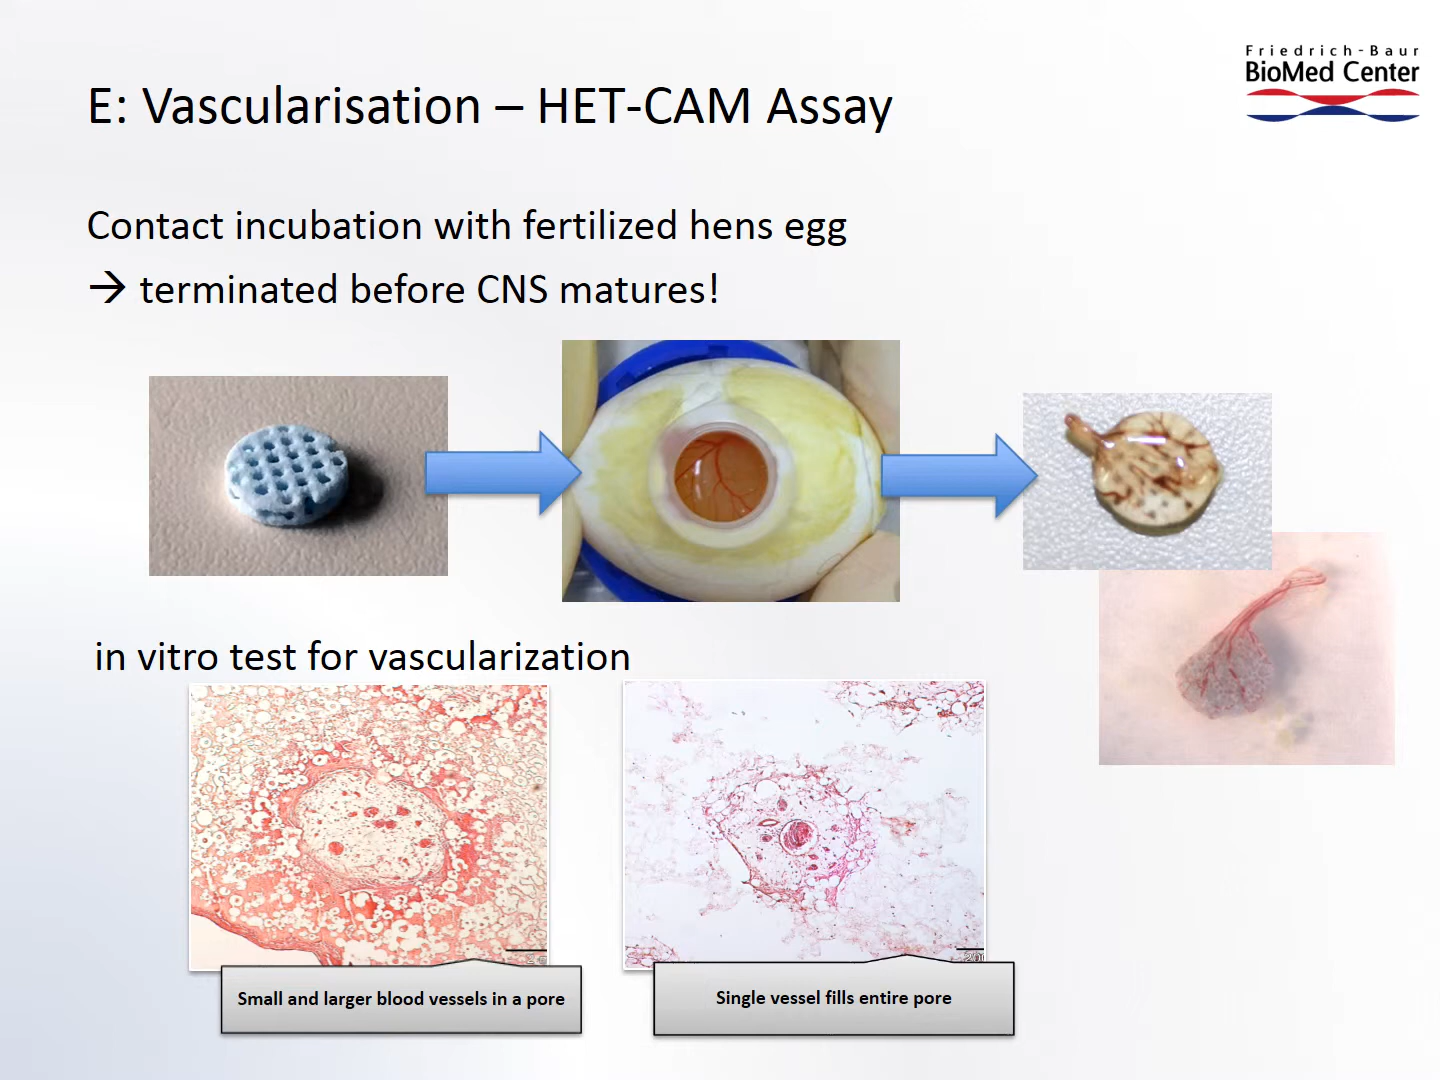 Friedrich-Baur
BioMed Center
E: Vascularisation – HET-CAM Assay
Contact incubation with fertilized hens egg
→ terminated before CNS matures!
in vitro test for vascularization
Small and larger blood vessels in a pore
Single vessel fills entire pore